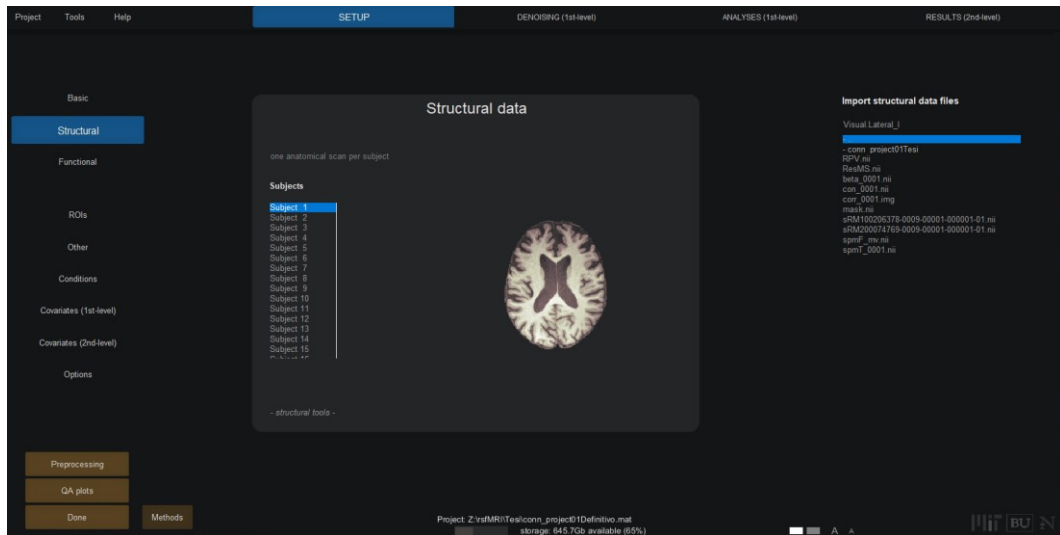 Project Tools Help SETUP DENOISING (1st-level) ANALYSES (1st-level) RESULTS (2nd-level)
Basic
Structural
Functional
ROIs
Other
Conditions
Covariates (1st-level)
Covariates (2nd-level)
Options
Preprocessing
QA plots
Done
Methods
Structural data
one anatomical scan per subject
Subjects
Subject 1
Subject 2
Subject 3
Subject 4
Subject 5
Subject 6
Subject 7
Subject 8
Subject 9
Subject 10
Subject 11
Subject 12
Subject 13
Subject 14
Subject 15
- structural tools -
Import structural data files
Visual.Lateral_l
- conn_project01Tesi
RPV.nii
ResMS.nii
beta_0001.nii
con_0001.nii
corr_0001.img
mask.nii
sRM100206378-0009-00001-000001-01.nii
sRM200074769-0009-00001-000001-01.nii
spmF_mv.nii
spmT_0001.nii
Project: Z:\rsfMRI\Tesi\conn_project01Definitivo.mat
storage: 645.7Gb available (65%)
A A
BU N